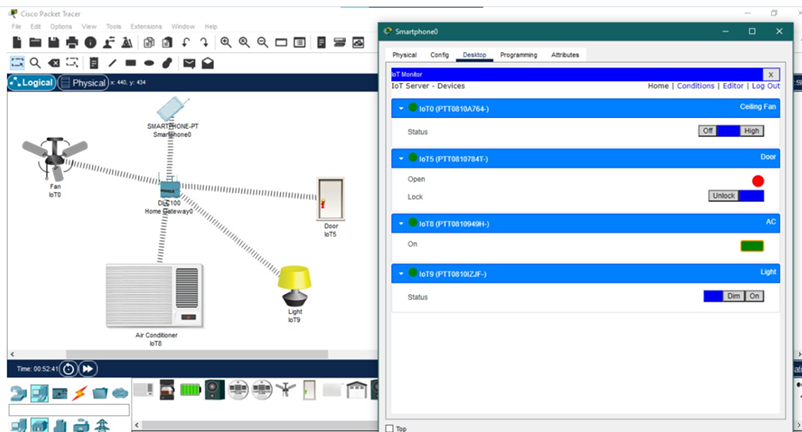 Cisco Packet Tracer
File Edit Options View Tools Extensions Window Help
Logical Physical x: 440, y: 434
SMARTPHONE-PT
Smartphone0
Fan
IoT0
Home Gateway0
Door
IoT5
Light
IoT9
Air Conditioner
IoT8
Time: 00:52:41
Smartphone0
Physical Config Desktop Programming Attributes
IoT Monitor X
IoT Server - Devices Home | Conditions | Editor | Log Out
IoT0 (PTT0810A764-) Ceiling Fan
Status Off High
IoT5 (PTT0810784T-) Door
Open
Lock Unlock
IoT8 (PTT0810949H-) AC
On
IoT9 (PTT0810IZJF-) Light
Status Dim On
Top